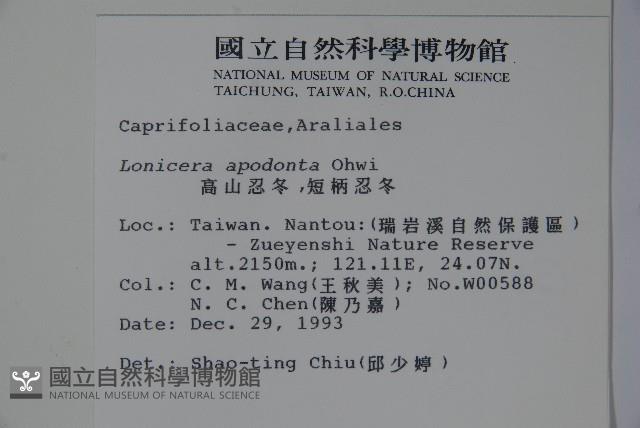 國立自然科學博物館
NATIONAL MUSEUM OF NATURAL SCIENCE
TAICHUNG, TAIWAN, R.O.CHINA
Caprifoliaceae,Araliales
Lonicera apodonta Ohwi
高山忍冬,短柄忍冬
Loc.: Taiwan. Nantou:(瑞岩溪自然保護區)
- Zueyenshi Nature Reserve
alt.2150m.; 121.11E, 24.07N.
Col.: C. M. Wang(王秋美); No.W00588
N. C. Chen(陳乃嘉)
Date: Dec. 29, 1993
Det.: Shao-ting Chiu(邱少婷)
國立自然科學博物館
NATIONAL MUSEUM OF NATURAL SCIENCE